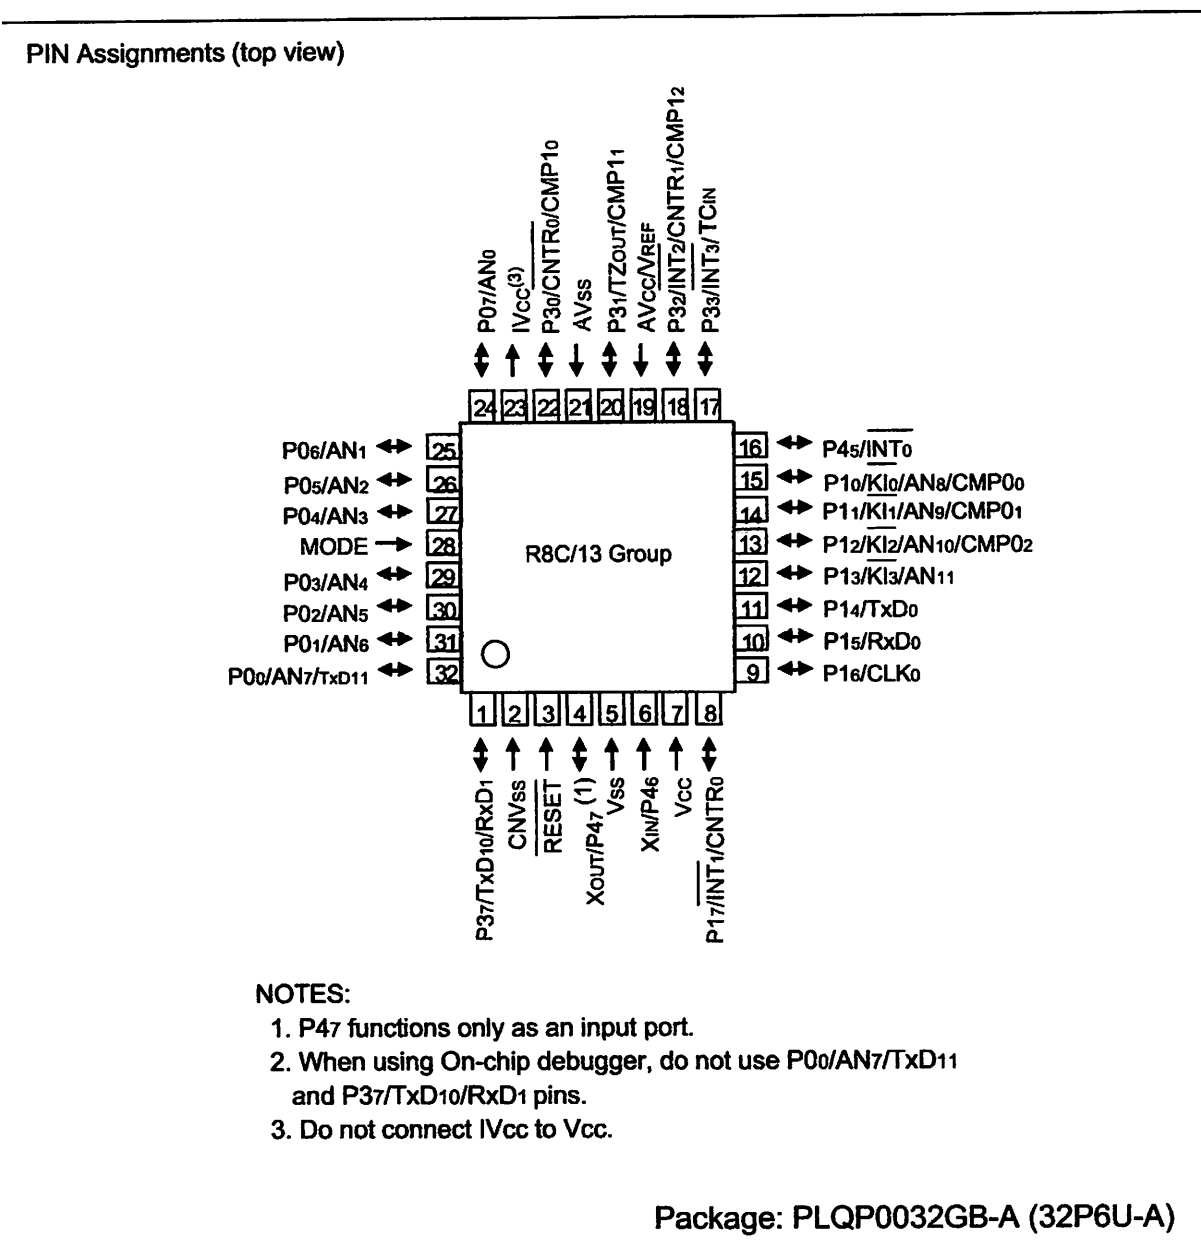 PIN Assignments (top view)
P07/AN0
IVcc(3)
P30/CNTR0/CMP10
AVss
P31/TZOUT/CMP11
AVcc/VREF
P32/INT2/CNTR1/CMP12
P33/INT3/TCIN
24 23 22 21 20 19 18 17
P06/AN1 25
P05/AN2 26
P04/AN3 27
MODE 28
P03/AN4 29
P02/AN5 30
P01/AN6 31
P00/AN7/TxD11 32
R8C/13 Group
16 P45/INT0
15 P10/KI0/AN8/CMP00
14 P11/KI1/AN9/CMP01
13 P12/KI2/AN10/CMP02
12 P13/KI3/AN11
11 P14/TxD0
10 P15/RxD0
9 P16/CLK0
1 2 3 4 5 6 7 8
P37/TxD10/RxD1
CNVss
RESET
XOUT/P47 (1)
Vss
XIN/P46
Vcc
P17/INT1/CNTR0
NOTES:
1. P47 functions only as an input port.
2. When using On-chip debugger, do not use P00/AN7/TxD11
and P37/TxD10/RxD1 pins.
3. Do not connect IVcc to Vcc.
Package: PLQP0032GB-A (32P6U-A)